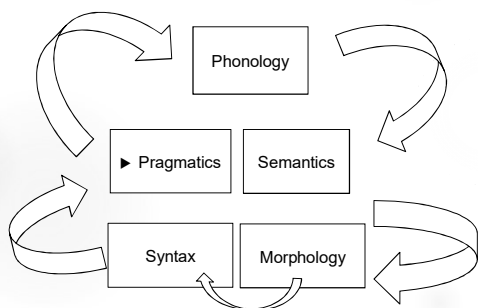 Phonology
▶ Pragmatics
Semantics
Syntax
Morphology